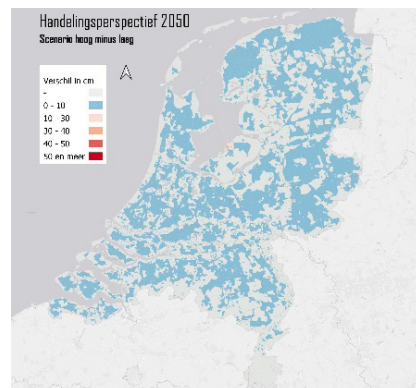 Handelingsperspectief 2050
Scenario hoog minus laag
Verschil in cm
-
0 - 10
10 - 30
30 - 40
40 - 50
50 en meer